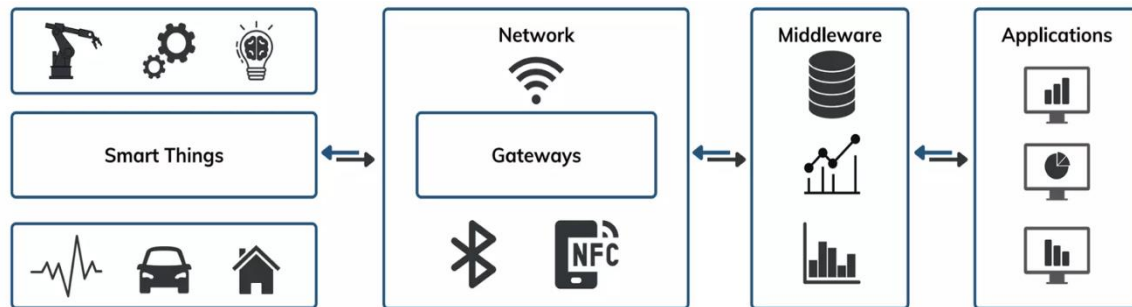 Smart Things
Network
Gateways
NFC
Middleware
Applications